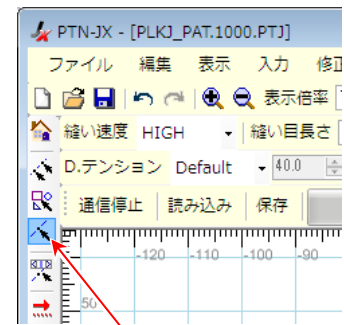 PTN-JX - [PLKJ_PAT.1000.PTJ]
ファイル 編集 表示 入力 修正
表示倍率
縫い速度 HIGH 縫い目長さ
D.テンション Default 40.0
通信停止 読み込み 保存
-120 -110 -100 -90
50